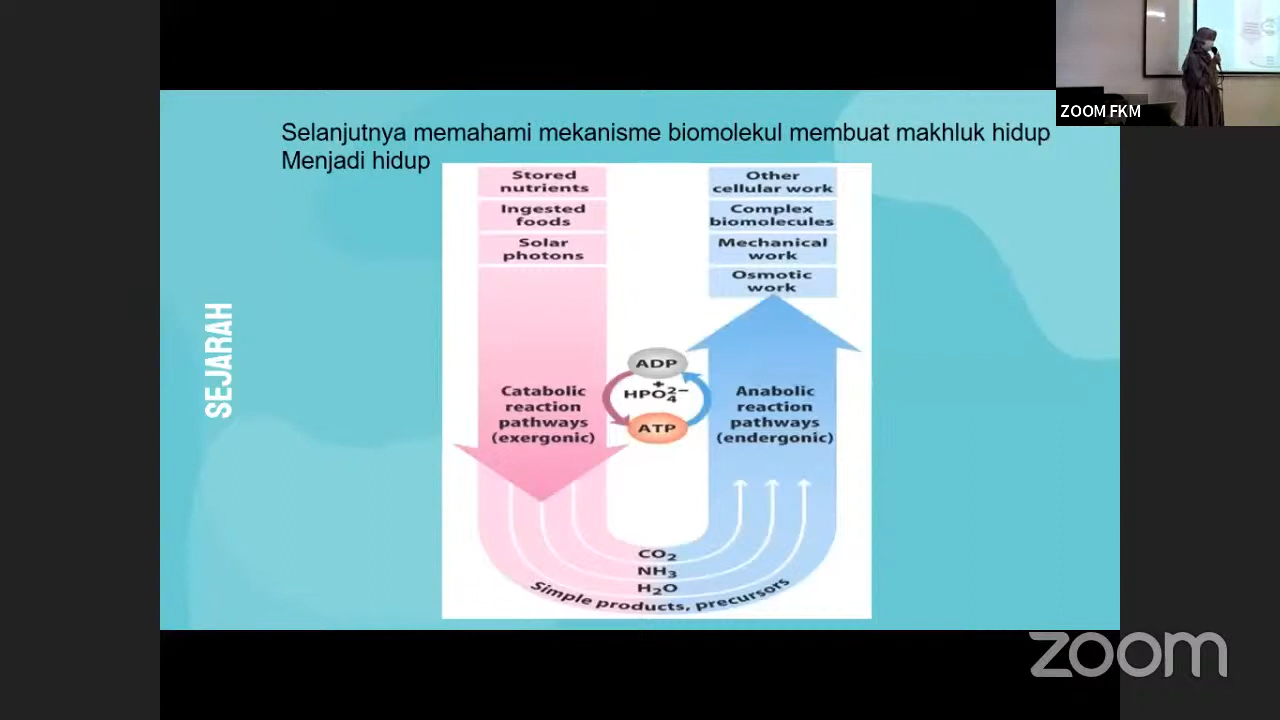 Selanjutnya memahami mekanisme biomolekul membuat makhluk hidup
Menjadi hidup
SEJARAH
Stored
nutrients
Ingested
foods
Solar
photons
Other
cellular work
Complex
biomolecules
Mechanical
work
Osmotic
work
Catabolic
reaction
pathways
(exergonic)
ADP
+
HPO₄²⁻
ATP
Anabolic
reaction
pathways
(endergonic)
CO₂
NH₃
H₂O
Simple products, precursors
ZOOM FKM
zoom